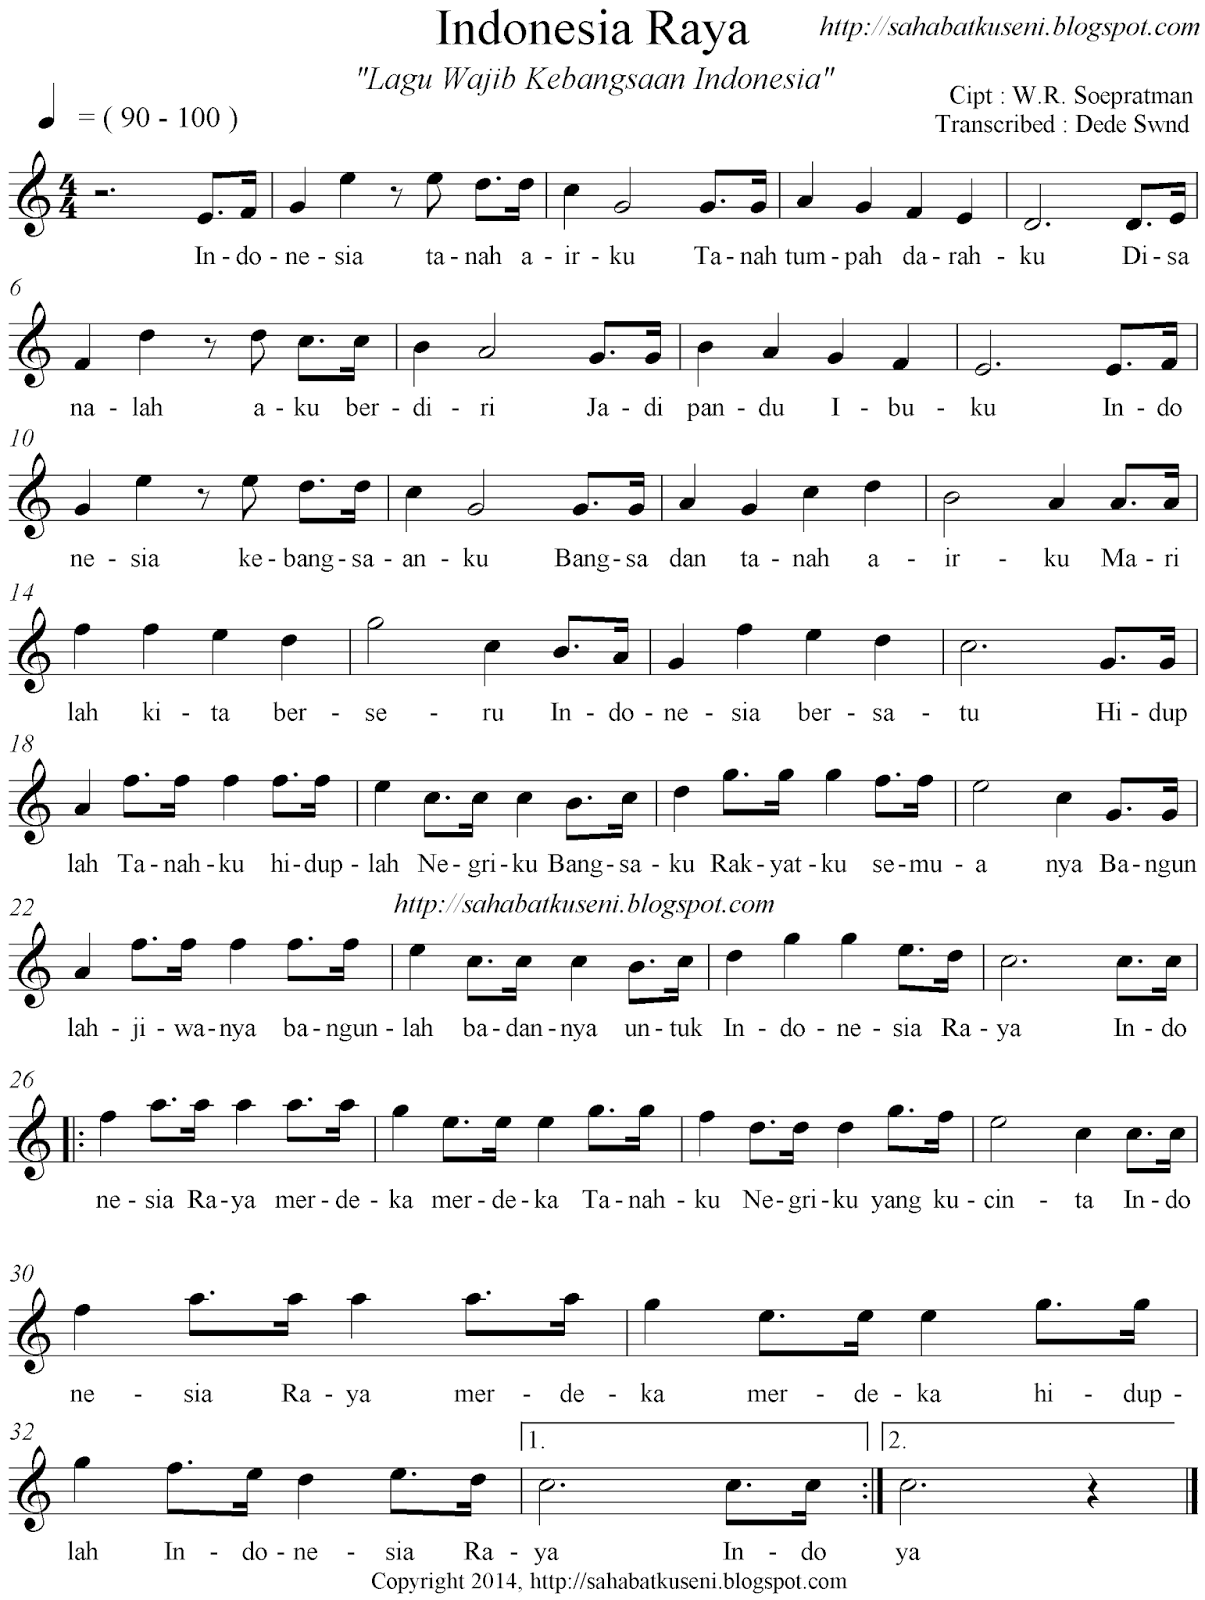 Indonesia Raya
http://sahabatkuseni.blogspot.com
"Lagu Wajib Kebangsaan Indonesia"
= ( 90 - 100 )
Cipt : W.R. Soepratman
Transcribed : Dede Swnd
4
4
In - do - ne - sia ta - nah a - ir - ku Ta - nah tum - pah da - rah - ku Di - sa
6
na - lah a - ku ber - di - ri Ja - di pan - du I - bu - ku In - do
10
ne - sia ke - bang - sa - an - ku Bang - sa dan ta - nah a - ir - ku Ma - ri
14
lah ki - ta ber - se - ru In - do - ne - sia ber - sa - tu Hi - dup
18
lah Ta - nah - ku hi - dup - lah Ne - gri - ku Bang - sa - ku Rak - yat - ku se - mu - a nya Ba - ngun
22
http://sahabatkuseni.blogspot.com
lah - ji - wa - nya ba - ngun - lah ba - dan - nya un - tuk In - do - ne - sia Ra - ya In - do
26
ne - sia Ra - ya mer - de - ka mer - de - ka Ta - nah - ku Ne - gri - ku yang ku - cin - ta In - do
30
ne - sia Ra - ya mer - de - ka mer - de - ka hi - dup -
32
1.
2.
lah In - do - ne - sia Ra - ya In - do ya
Copyright 2014, http://sahabatkuseni.blogspot.com